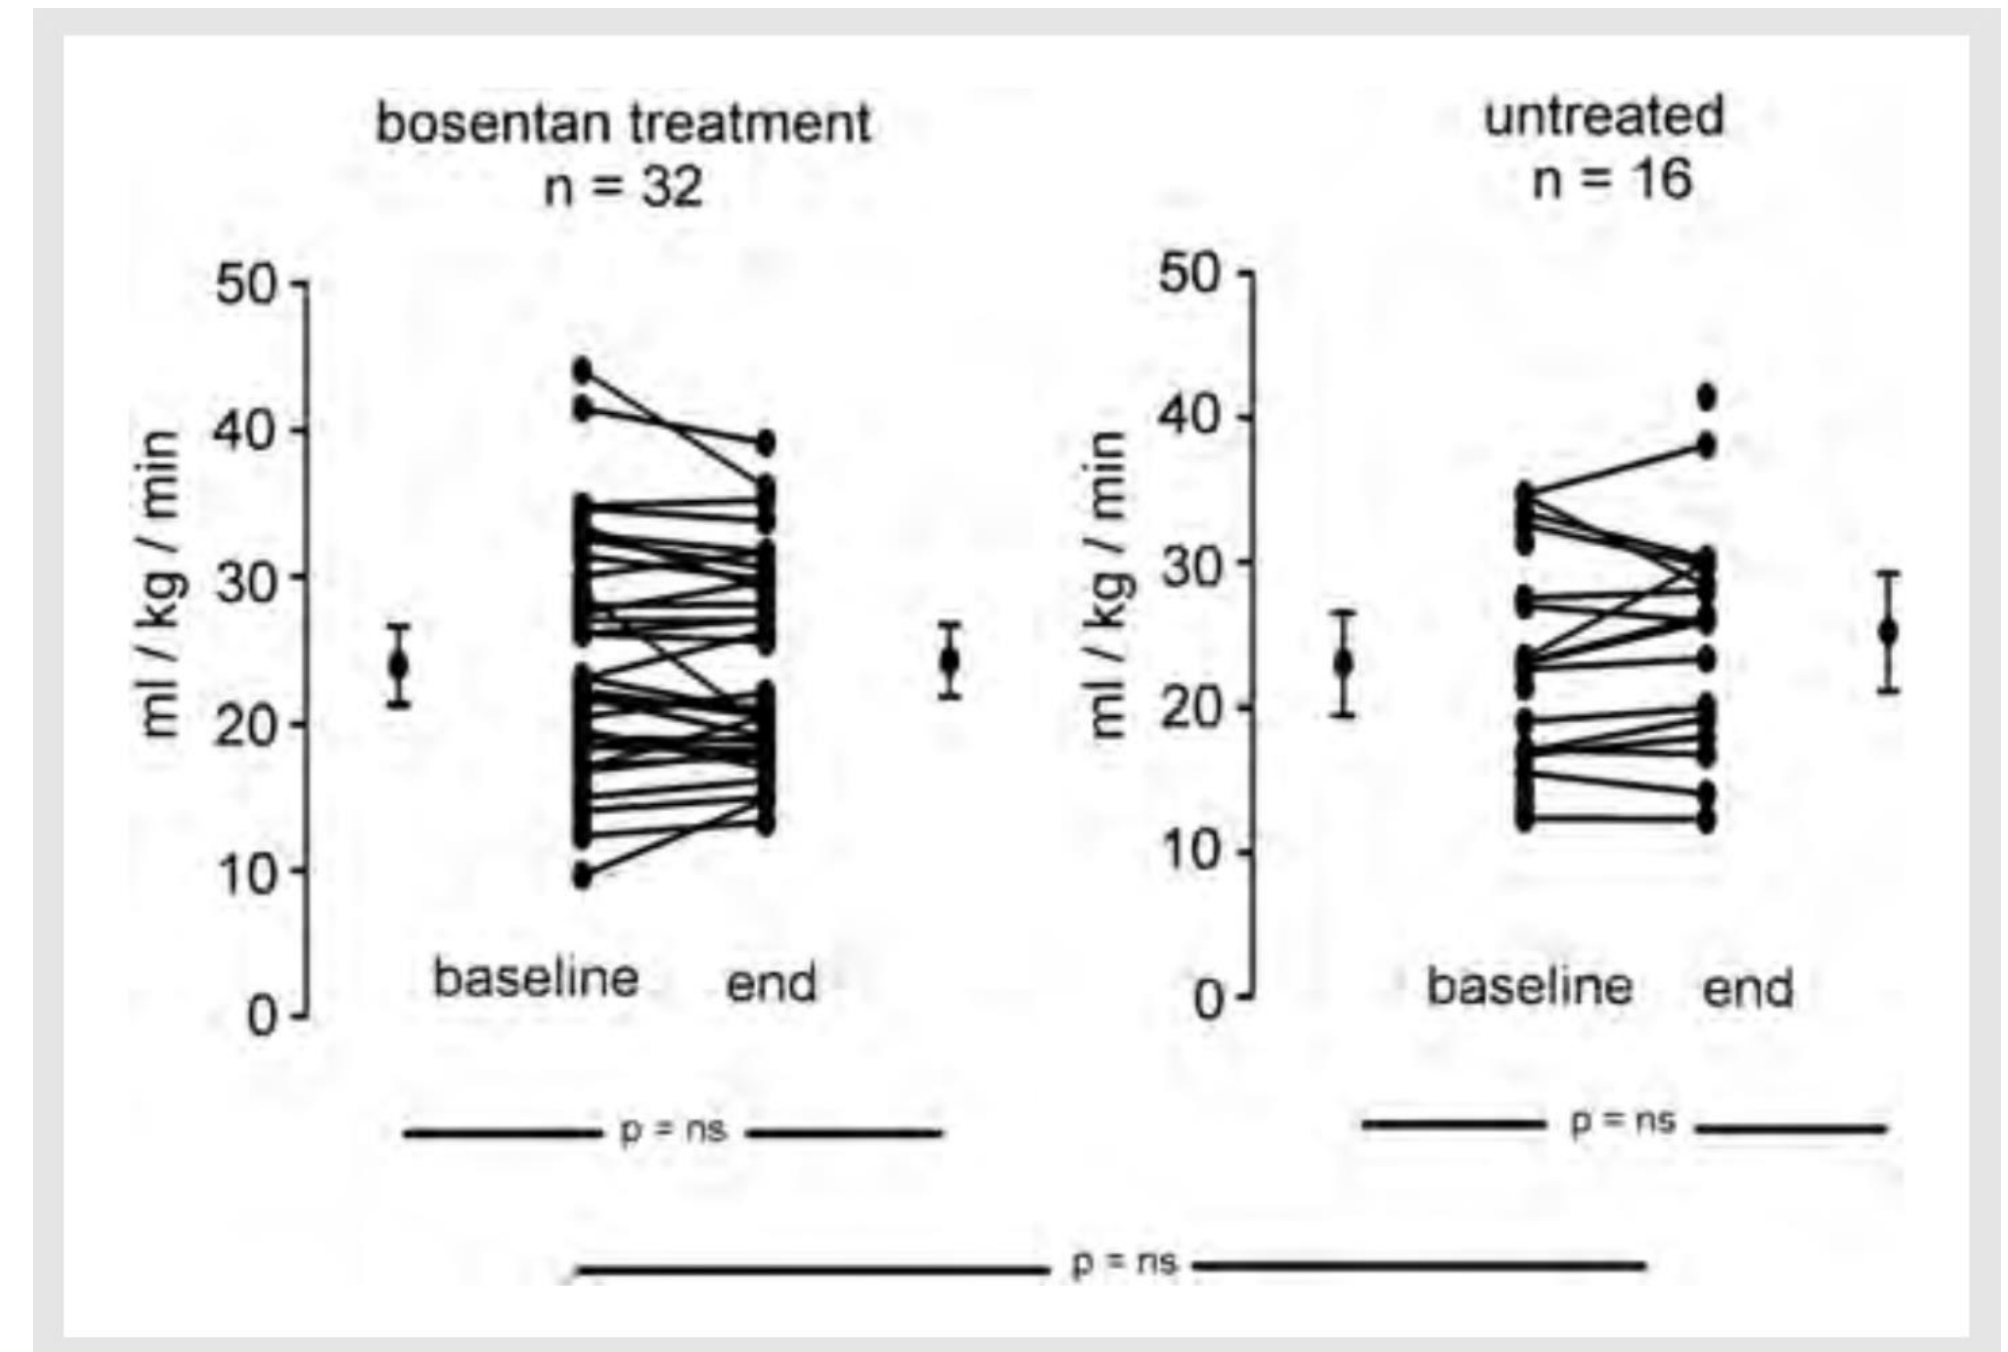 bosentan treatment
n = 32
50
40
30
20
10
0
ml / kg / min
baseline end
p = ns
untreated
n = 16
50
40
30
20
10
0
ml / kg / min
baseline end
p = ns
p = ns